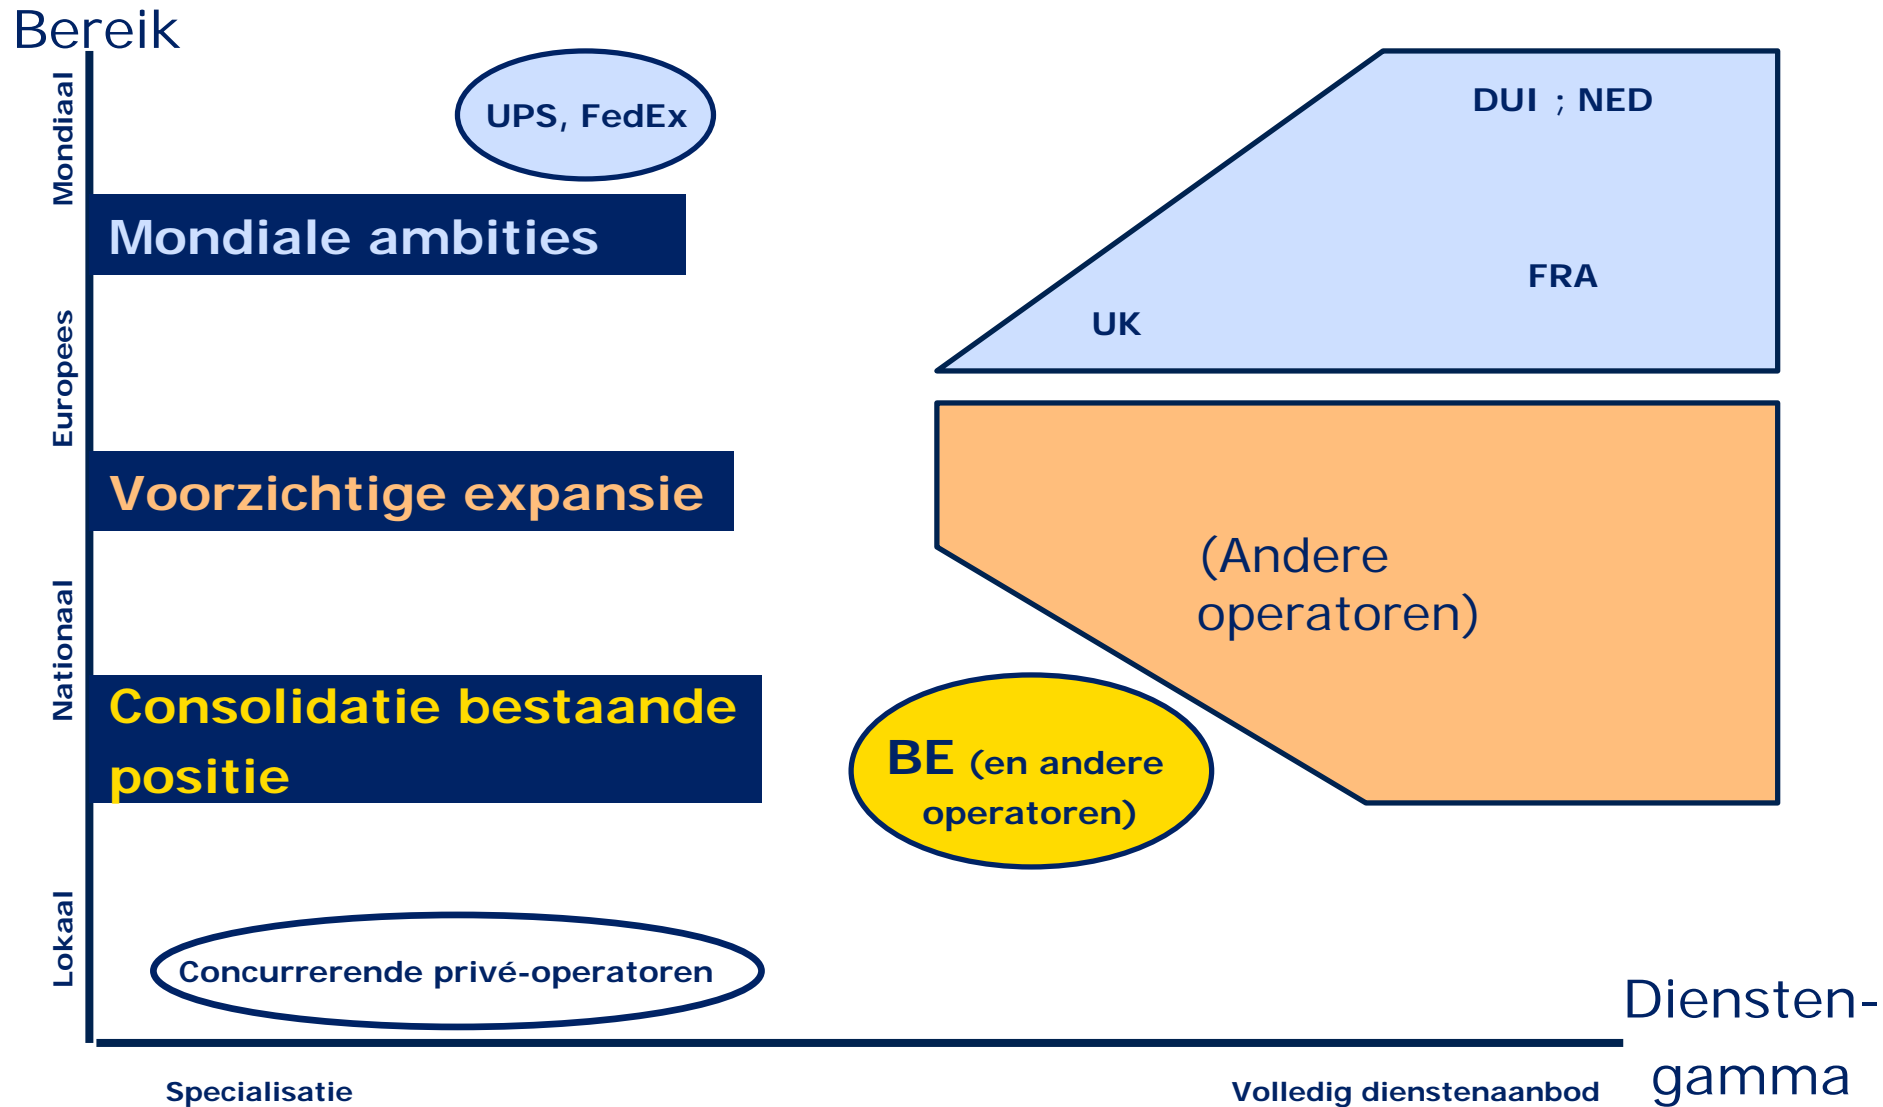 Bereik
Mondiaal
UPS, FedEx
DUI ; NED
Mondiale ambities
FRA
UK
Europees
Voorzichtige expansie
(Andere
operatoren)
Nationaal
Consolidatie bestaande
positie
BE (en andere
operatoren)
Lokaal
Concurrerende privé-operatoren
Diensten-
gamma
Specialisatie
Volledig dienstenaanbod